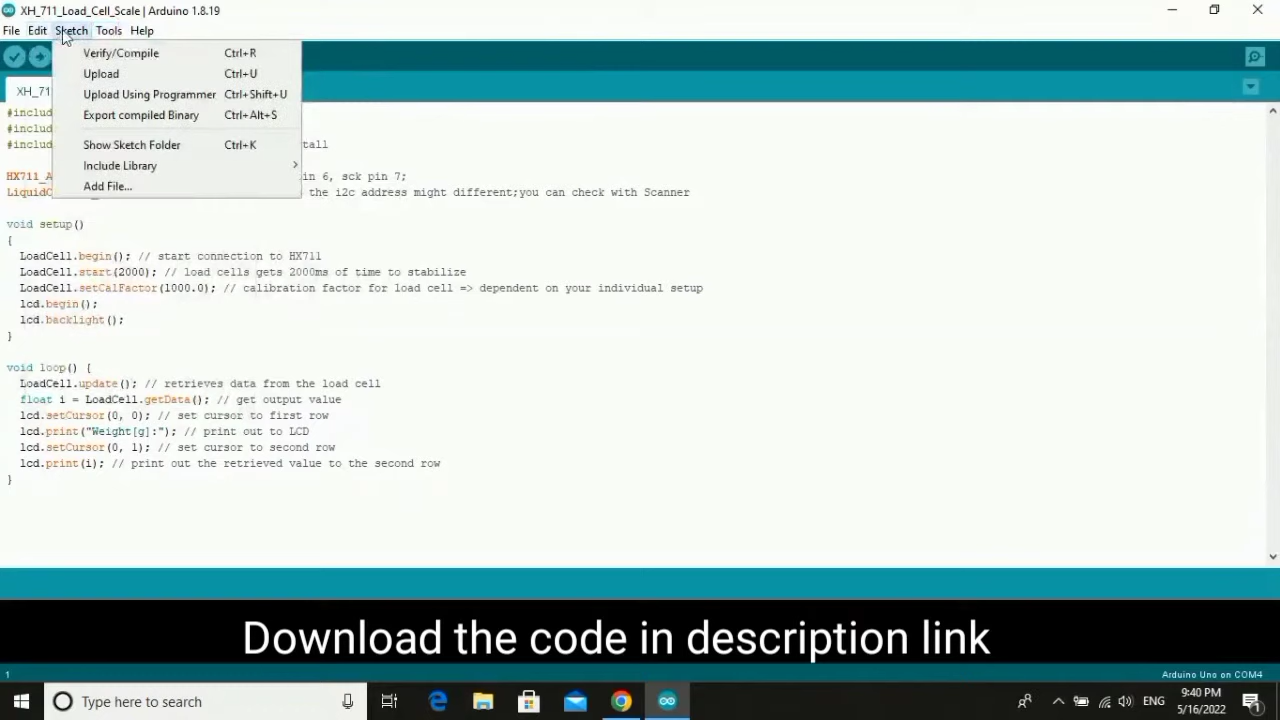 XH_711_Load_Cell_Scale | Arduino 1.8.19
File Edit Sketch Tools Help
Verify/Compile Ctrl+R
Upload Ctrl+U
Upload Using Programmer Ctrl+Shift+U
Export compiled Binary Ctrl+Alt+S
Show Sketch Folder Ctrl+K
Include Library
Add File...
XH_71
#includ
#includ
#includ tall
HX711_A in 6, sck pin 7;
LiquidC the i2c address might different;you can check with Scanner
void setup()
{
LoadCell.begin(); // start connection to HX711
LoadCell.start(2000); // load cells gets 2000ms of time to stabilize
LoadCell.setCalFactor(1000.0); // calibration factor for load cell => dependent on your individual setup
lcd.begin();
lcd.backlight();
}
void loop() {
LoadCell.update(); // retrieves data from the load cell
float i = LoadCell.getData(); // get output value
lcd.setCursor(0, 0); // set cursor to first row
lcd.print("Weight[g]:"); // print out to LCD
lcd.setCursor(0, 1); // set cursor to second row
lcd.print(i); // print out the retrieved value to the second row
}
Download the code in description link
1 Arduino Uno on COM4
Type here to search
ENG
9:40 PM
5/16/2022
1